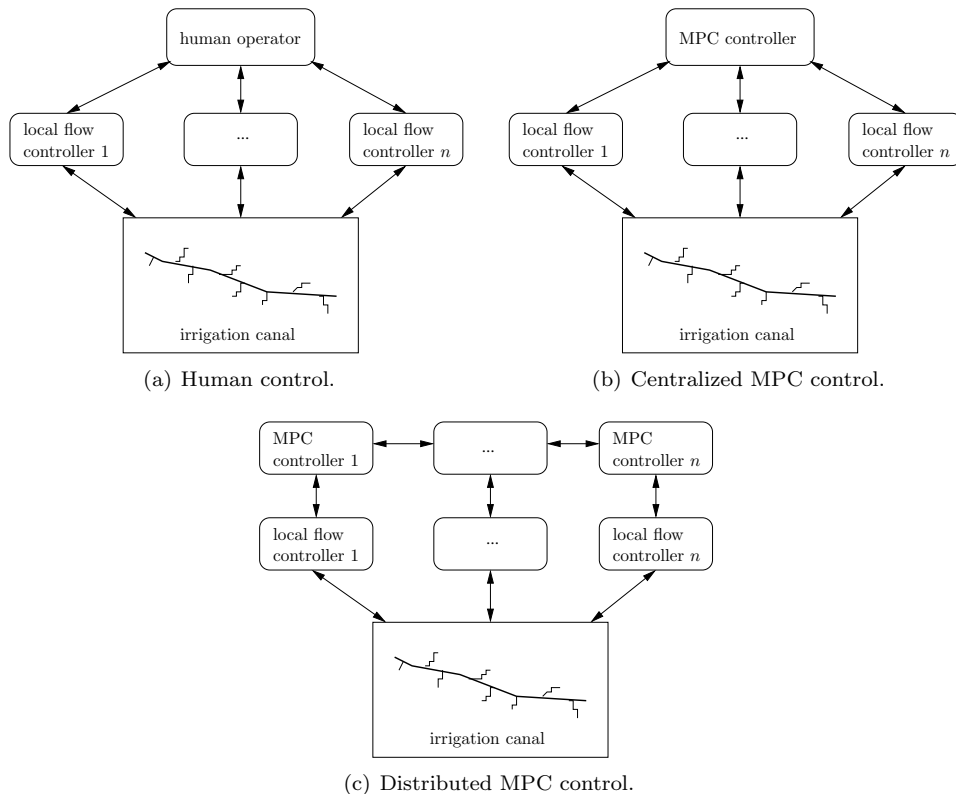 human operator
local flow
controller 1
...
local flow
controller n
irrigation canal
(a) Human control.
MPC controller
local flow
controller 1
...
local flow
controller n
irrigation canal
(b) Centralized MPC control.
MPC
controller 1
...
MPC
controller n
local flow
controller 1
...
local flow
controller n
irrigation canal
(c) Distributed MPC control.